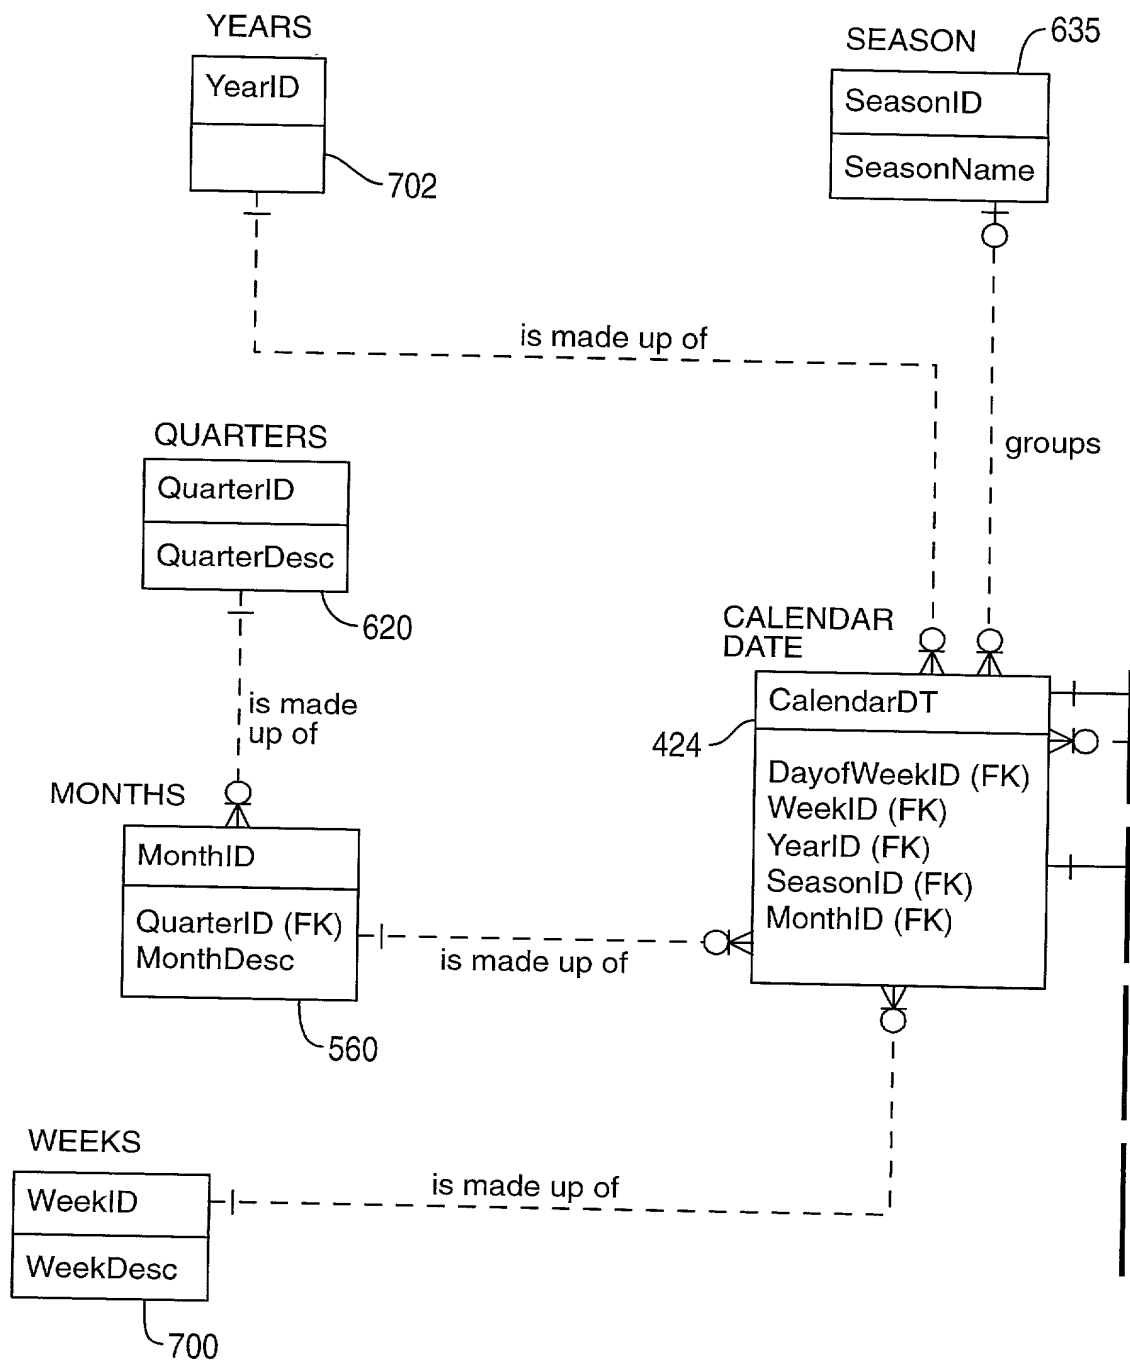 YEARS
YearID
702
SEASON
635
SeasonID
SeasonName
is made up of
groups
QUARTERS
QuarterID
QuarterDesc
620
is made
up of
MONTHS
MonthID
QuarterID (FK)
MonthDesc
560
is made up of
CALENDAR
DATE
CalendarDT
424
DayofWeekID (FK)
WeekID (FK)
YearID (FK)
SeasonID (FK)
MonthID (FK)
WEEKS
WeekID
WeekDesc
700
is made up of